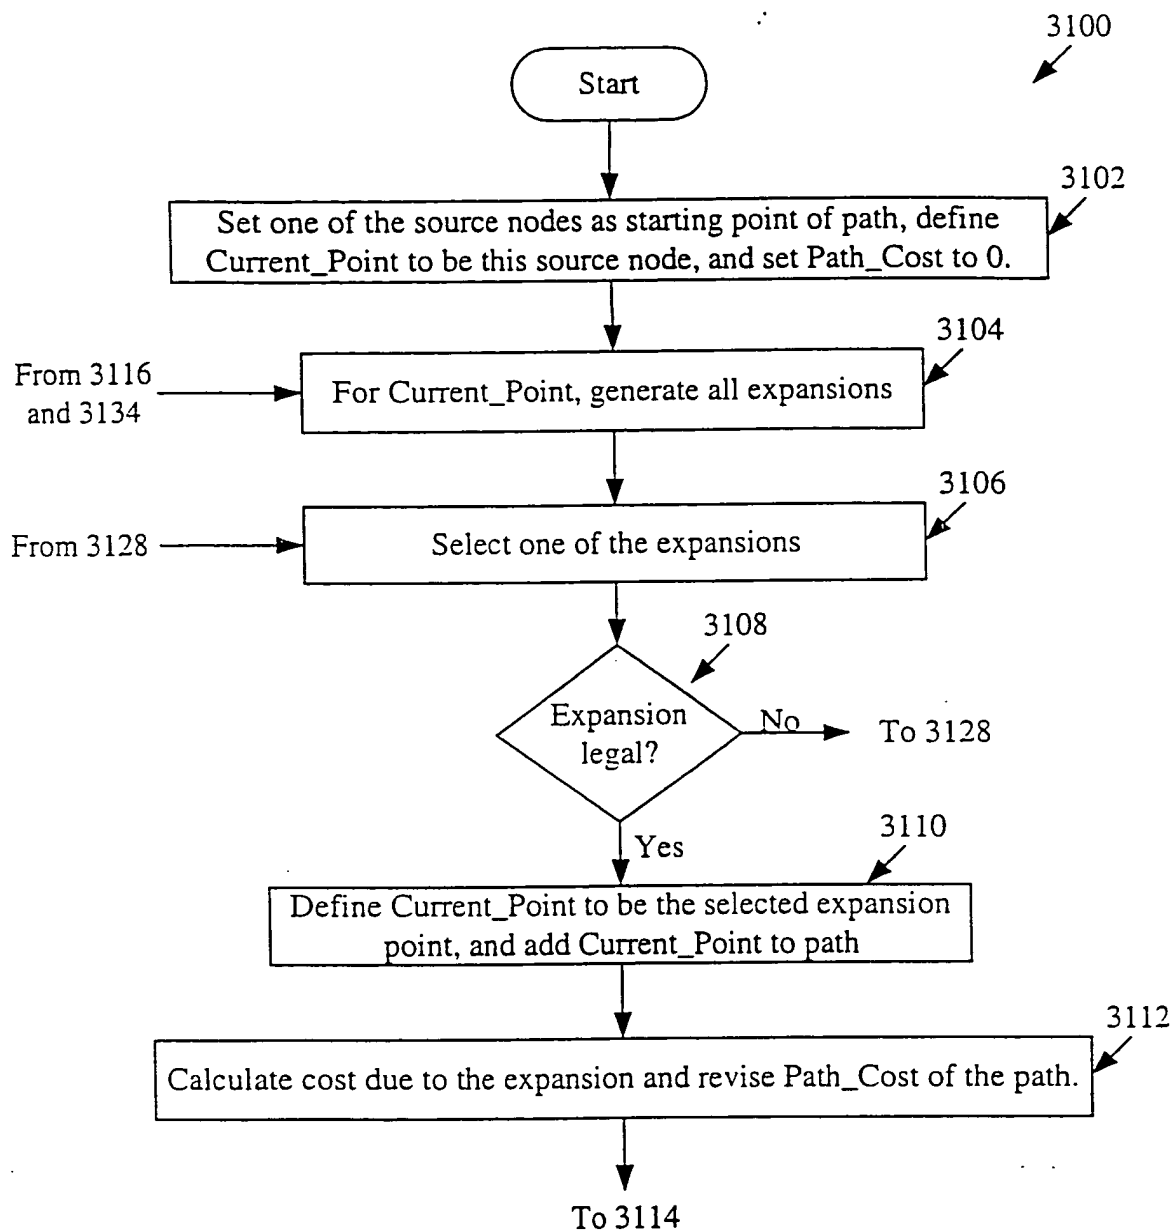 3100
Start
3102
Set one of the source nodes as starting point of path, define
Current_Point to be this source node, and set Path_Cost to 0.
3104
From 3116
and 3134
For Current_Point, generate all expansions
3106
From 3128
Select one of the expansions
3108
Expansion
legal?
No
To 3128
Yes
3110
Define Current_Point to be the selected expansion
point, and add Current_Point to path
3112
Calculate cost due to the expansion and revise Path_Cost of the path.
To 3114